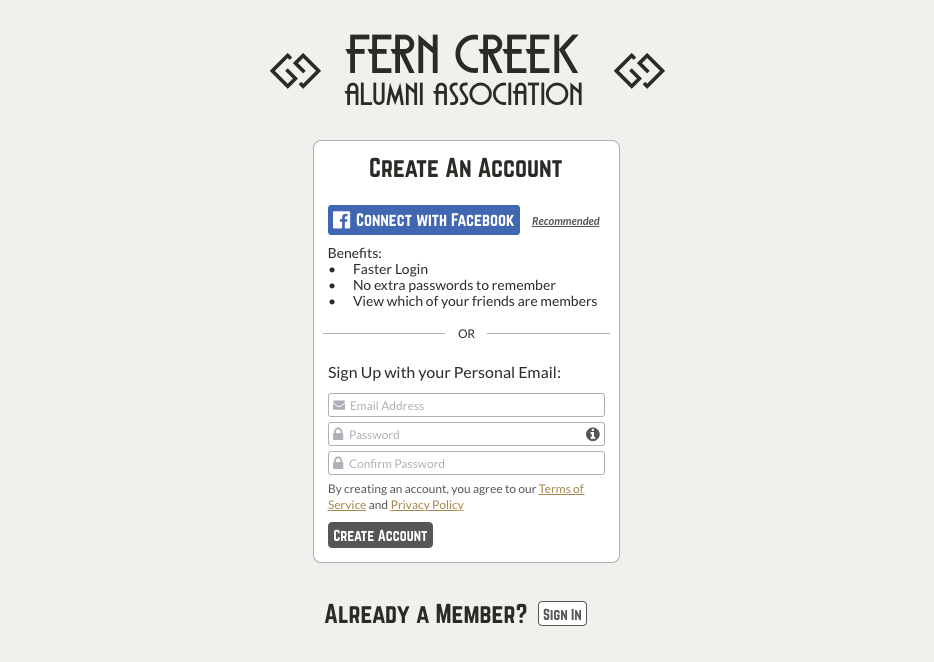 FERN CREEK
ALUMNI ASSOCIATION
Create An Account
Connect with Facebook
Recommended
Benefits:
• Faster Login
• No extra passwords to remember
• View which of your friends are members
OR
Sign Up with your Personal Email:
Email Address
Password
Confirm Password
By creating an account, you agree to our Terms of
Service and Privacy Policy
Create Account
Already a Member?
Sign In